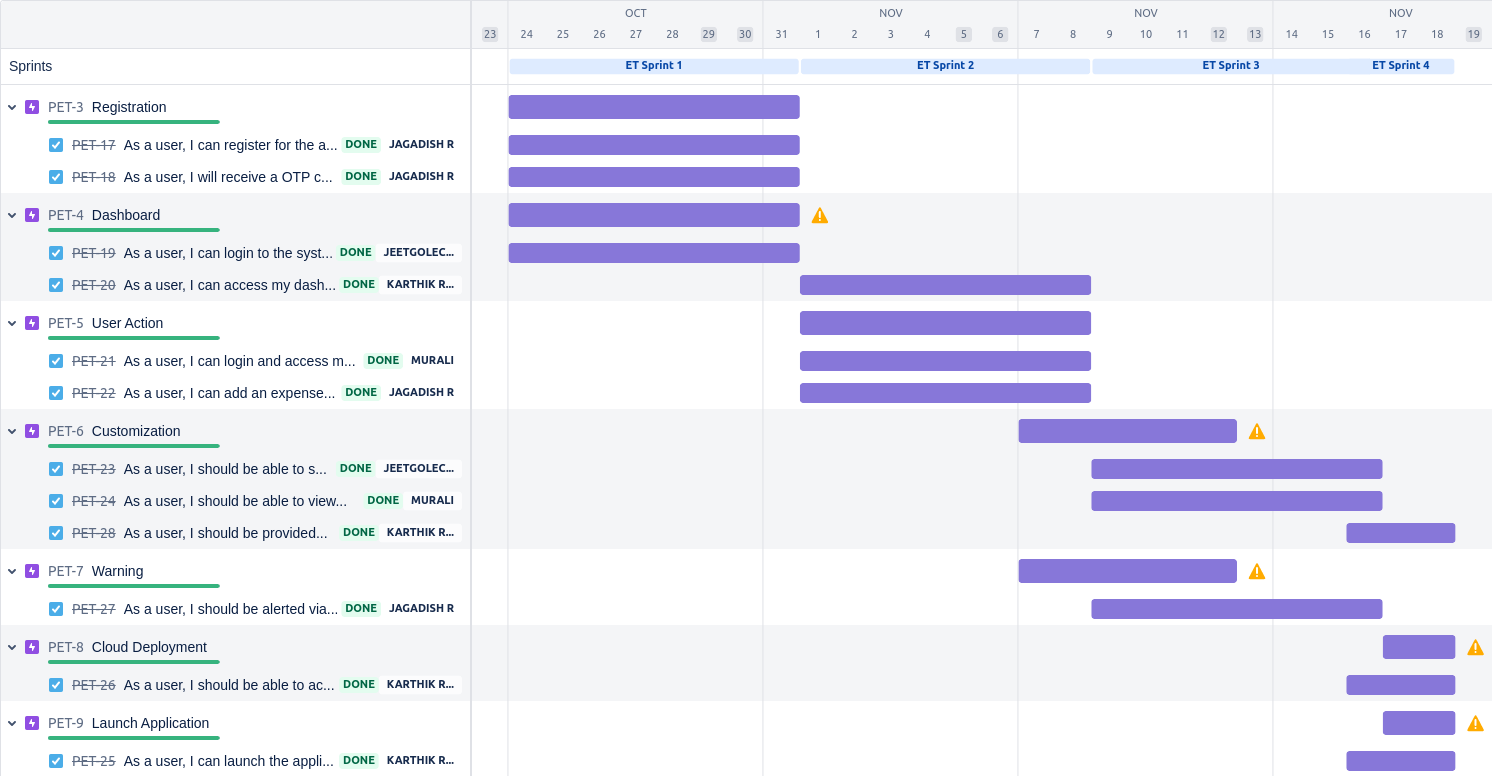 OCT NOV NOV NOV
23 24 25 26 27 28 29 30 31 1 2 3 4 5 6 7 8 9 10 11 12 13 14 15 16 17 18 19
Sprints ET Sprint 1 ET Sprint 2 ET Sprint 3 ET Sprint 4
PET-3 Registration
PET-17 As a user, I can register for the a... DONE JAGADISH R
PET-18 As a user, I will receive a OTP c... DONE JAGADISH R
PET-4 Dashboard
PET-19 As a user, I can login to the syst... DONE JEETGOLEC...
PET-20 As a user, I can access my dash... DONE KARTHIK R...
PET-5 User Action
PET-21 As a user, I can login and access m... DONE MURALI
PET-22 As a user, I can add an expense... DONE JAGADISH R
PET-6 Customization
PET-23 As a user, I should be able to s... DONE JEETGOLEC...
PET-24 As a user, I should be able to view... DONE MURALI
PET-28 As a user, I should be provided... DONE KARTHIK R...
PET-7 Warning
PET-27 As a user, I should be alerted via... DONE JAGADISH R
PET-8 Cloud Deployment
PET-26 As a user, I should be able to ac... DONE KARTHIK R...
PET-9 Launch Application
PET-25 As a user, I can launch the appli... DONE KARTHIK R...